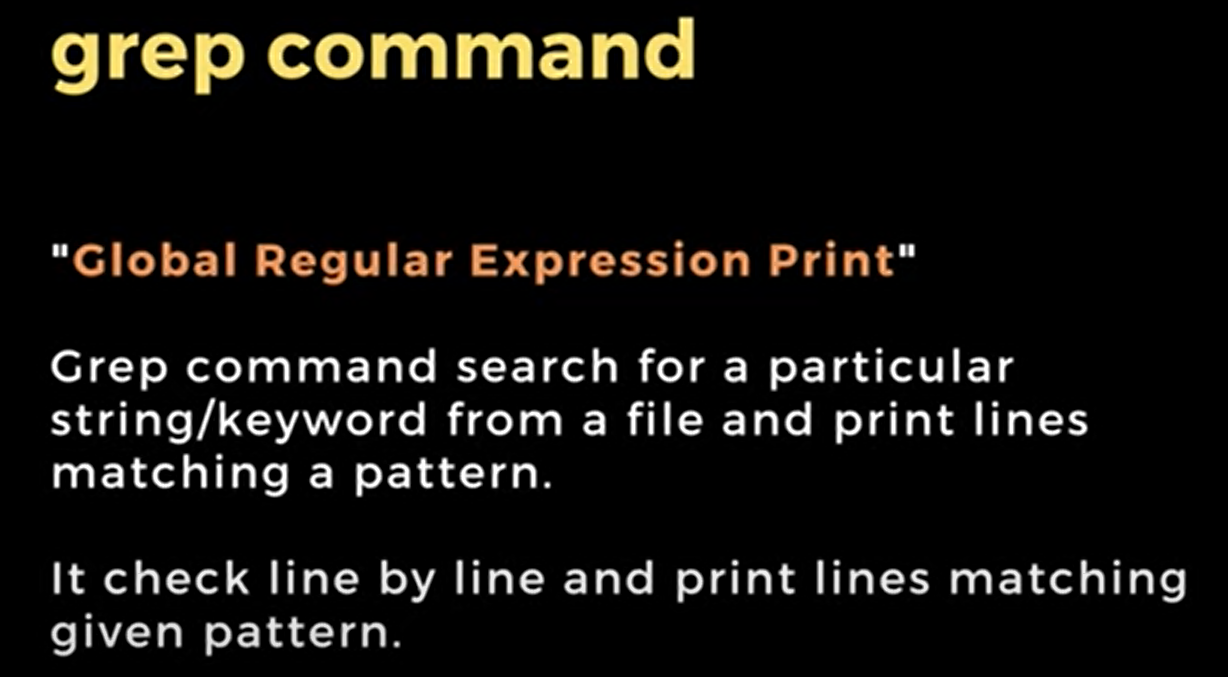 grep command
"Global Regular Expression Print"
Grep command search for a particular
string/keyword from a file and print lines
matching a pattern.
It check line by line and print lines matching
given pattern.